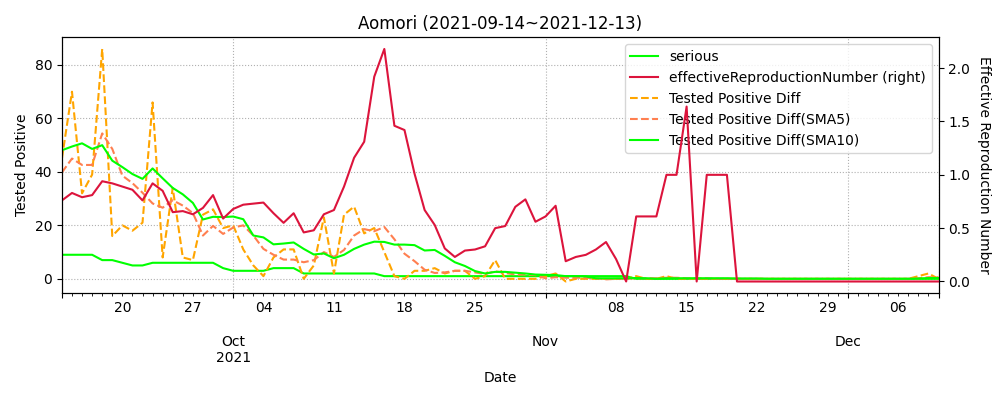 Aomori (2021-09-14~2021-12-13)
serious
effectiveReproductionNumber (right)
Tested Positive Diff
Tested Positive Diff(SMA5)
Tested Positive Diff(SMA10)
80
60
40
20
0
Tested Positive
2.0
1.5
1.0
0.5
0.0
Effective Reproduction Number
20 27 04 11 18 25 08 15 22 29 06
Oct Nov Dec
2021
Date